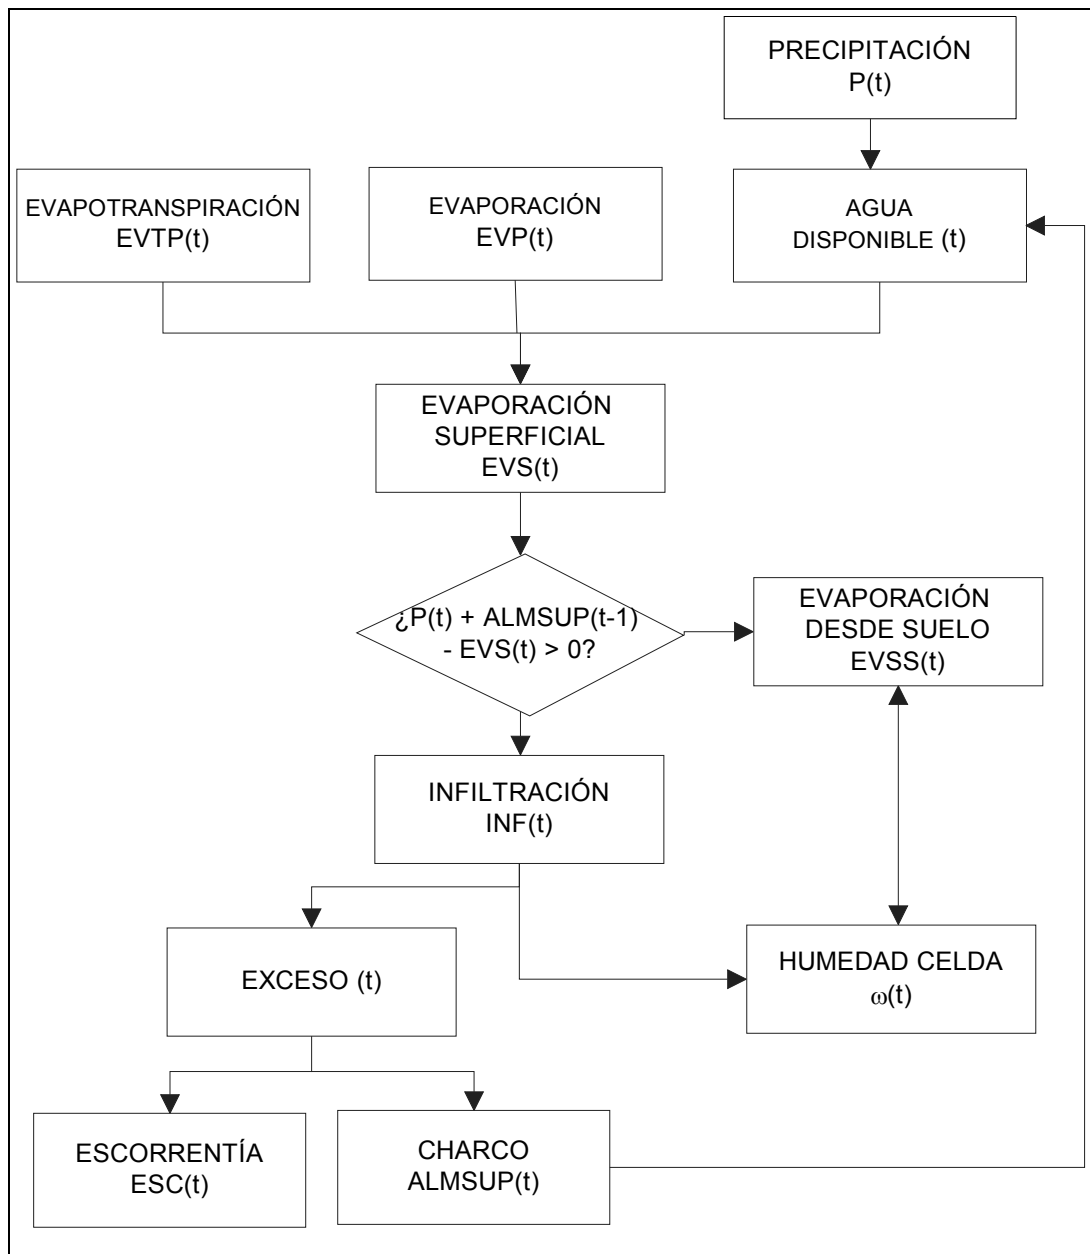 PRECIPITACIÓN
P(t)
EVAPOTRANSPIRACIÓN
EVTP(t)
EVAPORACIÓN
EVP(t)
AGUA
DISPONIBLE (t)
EVAPORACIÓN
SUPERFICIAL
EVS(t)
¿P(t) + ALMSUP(t-1)
- EVS(t) > 0?
EVAPORACIÓN
DESDE SUELO
EVSS(t)
INFILTRACIÓN
INF(t)
EXCESO (t)
HUMEDAD CELDA
ω(t)
ESCORRENTÍA
ESC(t)
CHARCO
ALMSUP(t)